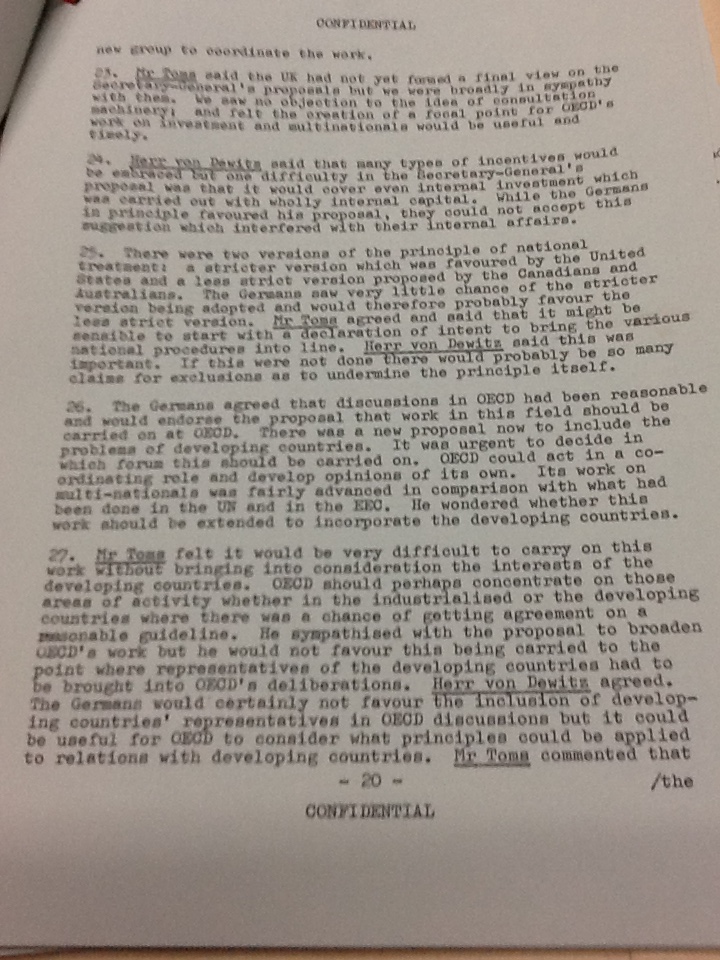 CONFIDENTIAL
new group to coordinate the work.
23. Mr Toms said the UK had not yet formed a final view on the
Secretary-General's proposals but we were broadly in sympathy
with them. We saw no objection to the idea of consultation
machinery; and felt the creation of a focal point for OECD's
work on investment and multinationals would be useful and
timely.
24. Herr von Dewitz said that many types of incentives would
be embraced but one difficulty in the Secretary-General's
proposal was that it would cover even internal investment which
was carried out with wholly internal capital. While the Germans
in principle favoured his proposal, they could not accept this
suggestion which interfered with their internal affairs.
25. There were two versions of the principle of national
treatment: a stricter version which was favoured by the United
States and a less strict version proposed by the Canadians and
Australians. The Germans saw very little chance of the stricter
version being adopted and would therefore probably favour the
less strict version. Mr Toms agreed and said that it might be
sensible to start with a declaration of intent to bring the various
national procedures into line. Herr von Dewitz said this was
important. If this were not done there would probably be so many
claims for exclusions as to undermine the principle itself.
26. The Germans agreed that discussions in OECD had been reasonable
and would endorse the proposal that work in this field should be
carried on at OECD. There was a new proposal now to include the
problems of developing countries. It was urgent to decide in
which forum this should be carried on. OECD could act in a co-
ordinating role and develop opinions of its own. Its work on
multi-nationals was fairly advanced in comparison with what had
been done in the UN and in the EEC. He wondered whether this
work should be extended to incorporate the developing countries.
27. Mr Toms felt it would be very difficult to carry on this
work without bringing into consideration the interests of the
developing countries. OECD should perhaps concentrate on those
areas of activity whether in the industrialised or the developing
countries where there was a chance of getting agreement on a
reasonable guideline. He sympathised with the proposal to broaden
OECD's work but he would not favour this being carried to the
point where representatives of the developing countries had to
be brought into OECD's deliberations. Herr von Dewitz agreed.
The Germans would certainly not favour the inclusion of develop-
ing countries' representatives in OECD discussions but it could
be useful for OECD to consider what principles could be applied
to relations with developing countries. Mr Toms commented that
- 20 - /the
CONFIDENTIAL